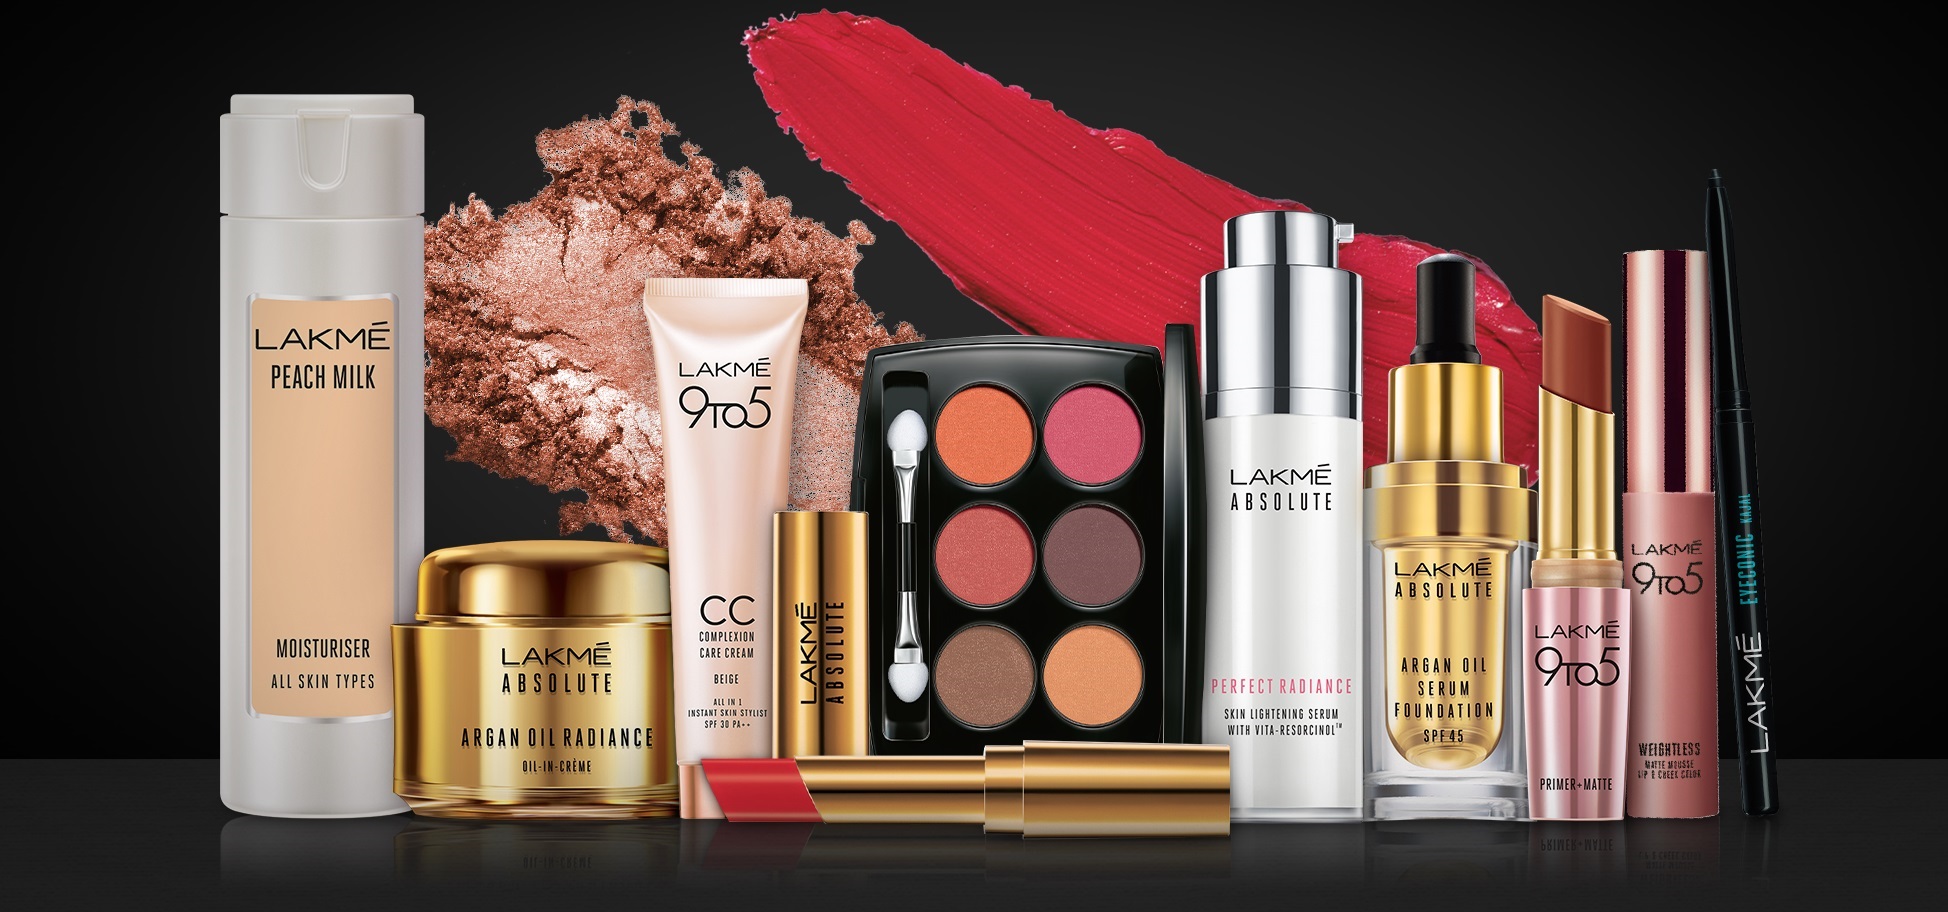 LAKMÉ
PEACH MILK
MOISTURISER
ALL SKIN TYPES
LAKMÉ
ABSOLUTE
ARGAN OIL RADIANCE
OIL-IN-CRÈME
LAKMÉ
9TO5
CC
COMPLEXION
CARE CREAM
BEIGE
ALL IN 1
INSTANT SKIN STYLIST
SPF 30 PA++
LAKMÉ
ABSOLUTE
LAKMÉ
ABSOLUTE
PERFECT RADIANCE
SKIN LIGHTENING SERUM
WITH VITA-RESORCINOL™
LAKMÉ
ABSOLUTE
ARGAN OIL
SERUM
FOUNDATION
SPF 45
LAKMÉ
9TO5
PRIMER+MATTE
LAKMÉ
9TO5
WEIGHTLESS
MATTE MOUSSE
LIP & CHEEK COLOR
LAKMÉ EYECONIC KAJAL